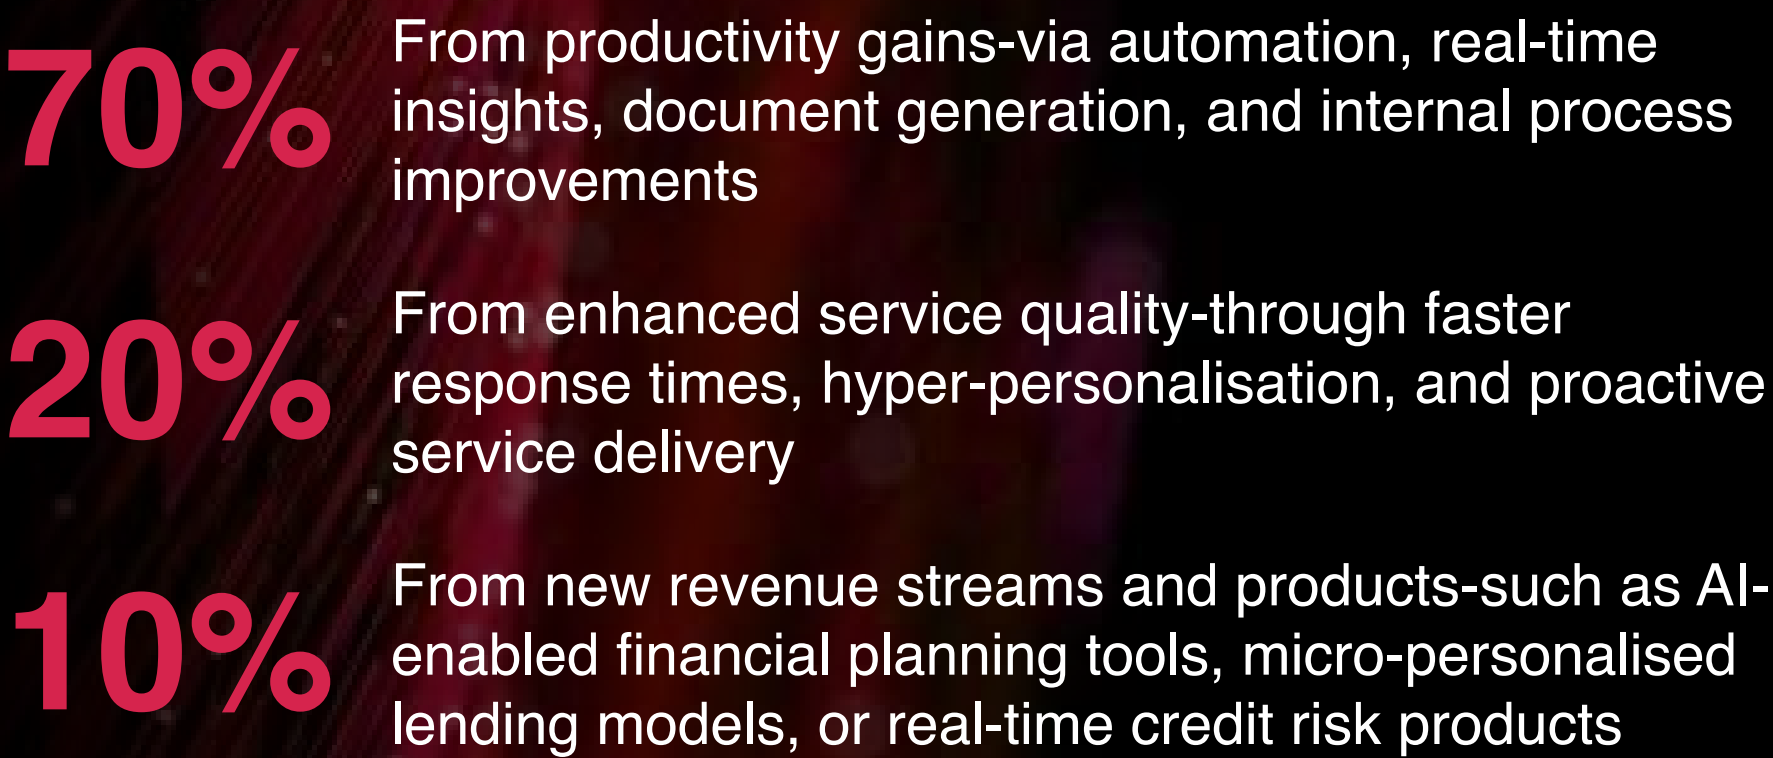 70%
From productivity gains-via automation, real-time
insights, document generation, and internal process
improvements
20%
From enhanced service quality-through faster
response times, hyper-personalisation, and proactive
service delivery
10%
From new revenue streams and products-such as AI-
enabled financial planning tools, micro-personalised
lending models, or real-time credit risk products